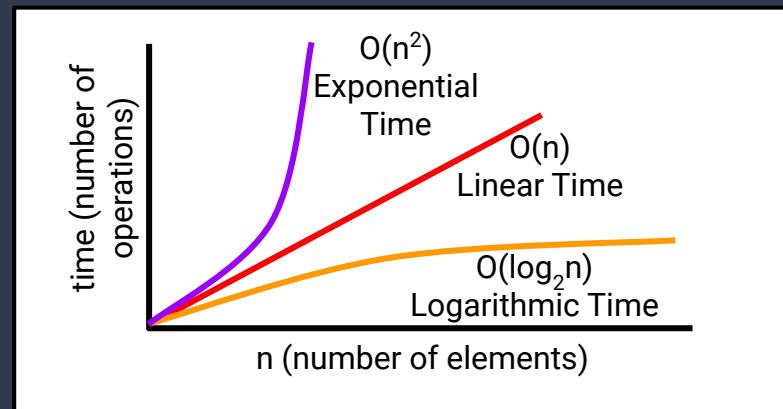 O(n²)
Exponential
Time
time (number of
operations)
O(n)
Linear Time
O(log₂n)
Logarithmic Time
n (number of elements)